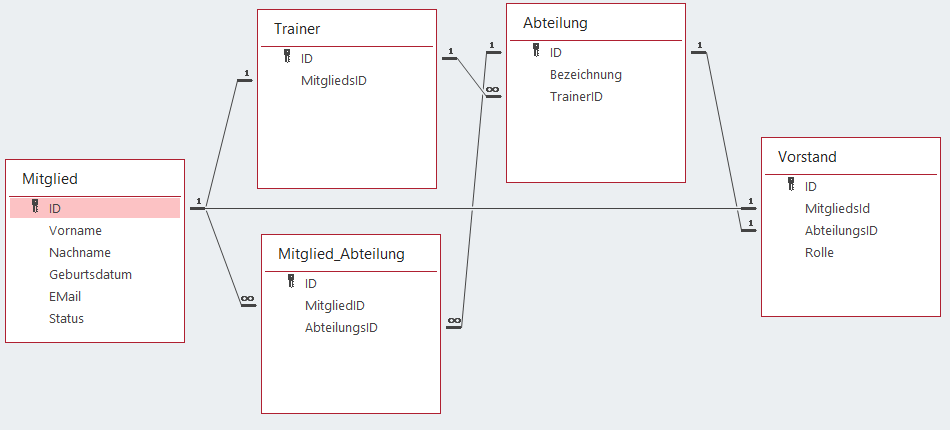 Trainer
ID
MitgliedsID
Abteilung
ID
Bezeichnung
TrainerID
Vorstand
ID
MitgliedsId
AbteilungsID
Rolle
Mitglied
ID
Vorname
Nachname
Geburtsdatum
EMail
Status
Mitglied_Abteilung
ID
MitgliedID
AbteilungsID
1
1
∞
1
1
1
1
1
∞
∞